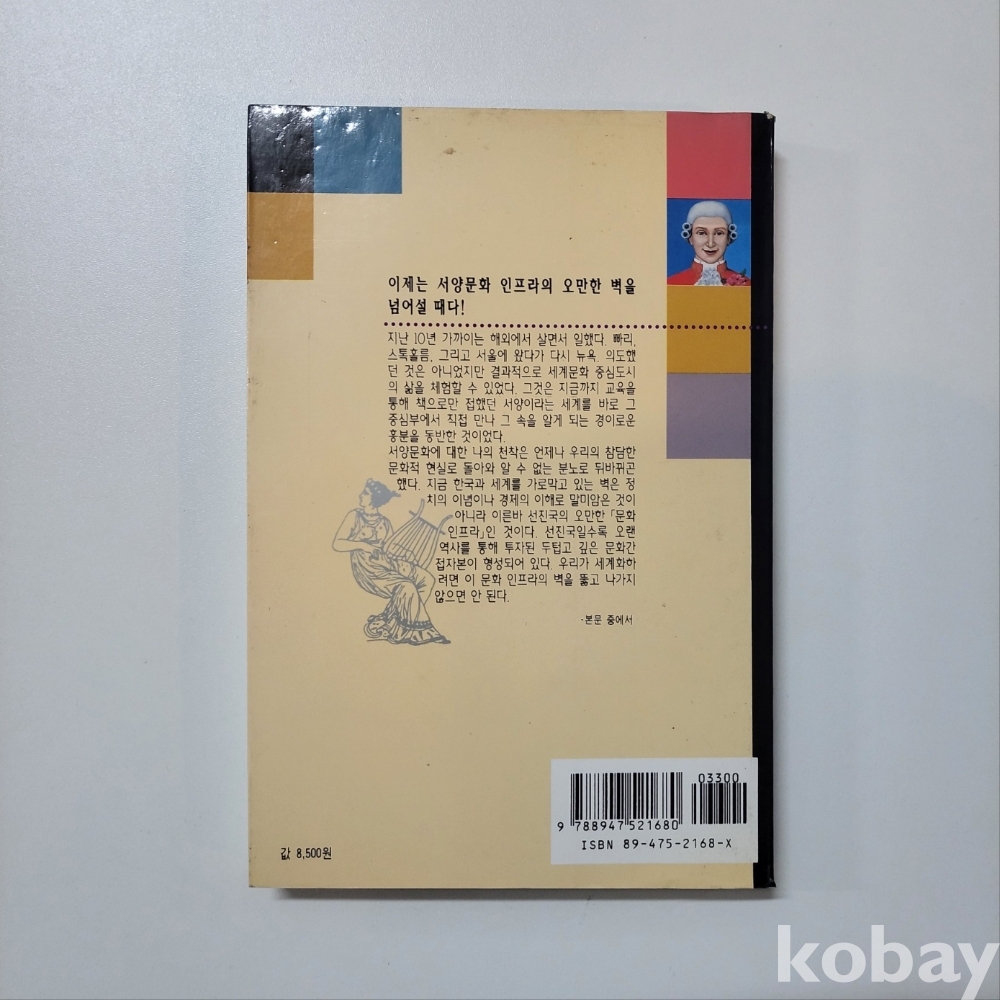 이제는 서양문화 인프라의 오만한 벽을
넘어설 때다!
지난 10년 가까이는 해외에서 살면서 일했다. 빠리,
스톡홀름, 그리고 서울에 왔다가 다시 뉴욕. 의도했
던 것은 아니었지만 결과적으로 세계문화 중심도시
의 삶을 체험할 수 있었다. 그것은 지금까지 교육을
통해 책으로만 접했던 서양이라는 세계를 바로 그
중심부에서 직접 만나 그 속을 알게 되는 경이로운
흥분을 동반한 것이었다.
서양문화에 대한 나의 천착은 언제나 우리의 참담한
문화적 현실로 돌아와 알 수 없는 분노로 뒤바뀌곤
했다. 지금 한국과 세계를 가로막고 있는 벽은 정
치의 이념이나 경제의 이해로 말미암은 것이
아니라 이른바 선진국의 오만한 「문화
인프라」인 것이다. 선진국일수록 오랜
역사를 통해 투자된 두텁고 깊은 문화간
접자본이 형성되어 있다. 우리가 세계화하
려면 이 문화 인프라의 벽을 뚫고 나가지
않으면 안 된다.
-본문 중에서
03300
9 788947 521680
ISBN 89-475-2168-X
값 8,500원
kobay